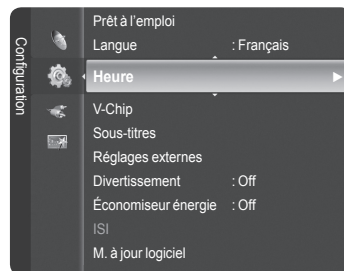 Configuration
Prêt à l'emploi
Langue : Français
Heure
V-Chip
Sous-titres
Réglages externes
Divertissement : Off
Économiseur énergie : Off
ISI
M. à jour logiciel